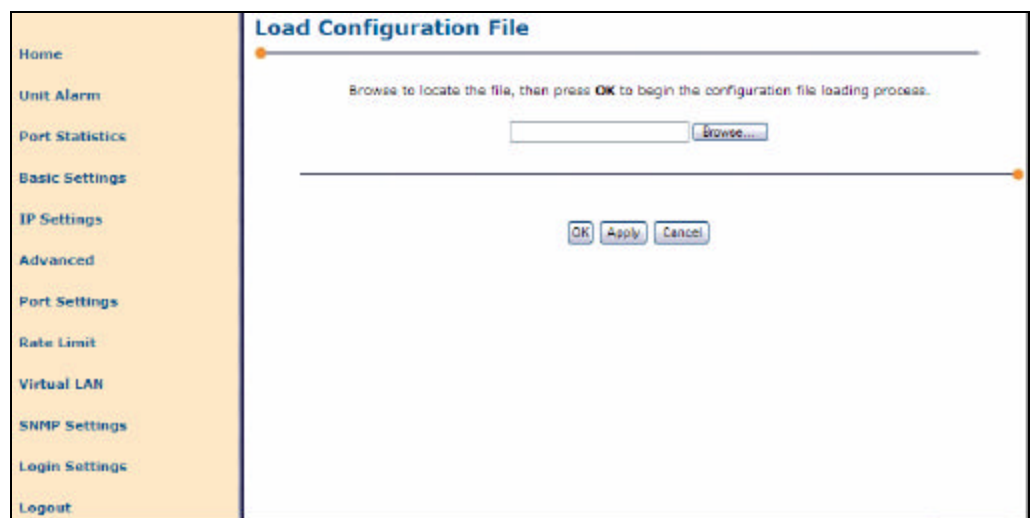 Load Configuration File
Home
Unit Alarm
Port Statistics
Basic Settings
IP Settings
Advanced
Port Settings
Rate Limit
Virtual LAN
SNMP Settings
Login Settings
Logout
Browse to locate the file, then press OK to begin the configuration file loading process.
Browse...
OK Apply Cancel